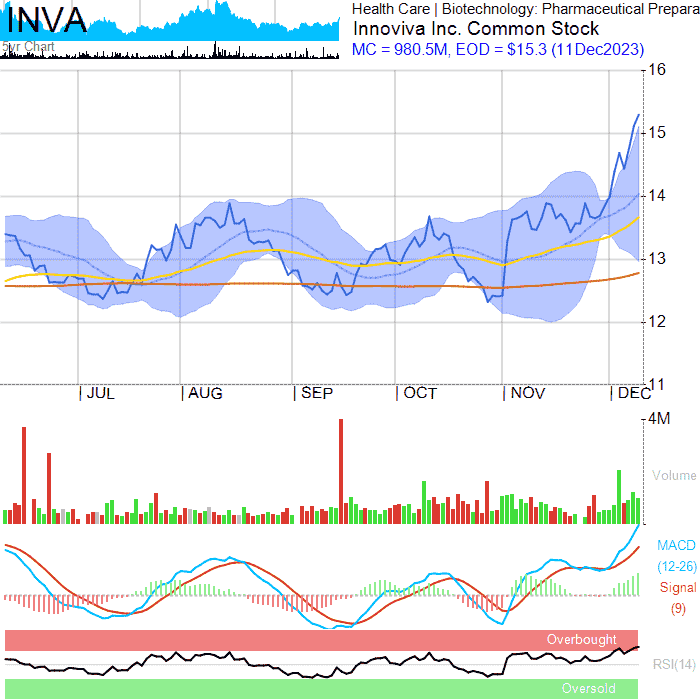 INVA
5yr Chart
Health Care | Biotechnology: Pharmaceutical Prepara
Innoviva Inc. Common Stock
MC = 980.5M, EOD = $15.3 (11Dec2023)
16
15
14
13
12
11
| JUL | AUG | SEP | OCT | NOV | DEC
4M
Volume
MACD
(12-26)
Signal
(9)
Overbought
RSI(14)
Oversold